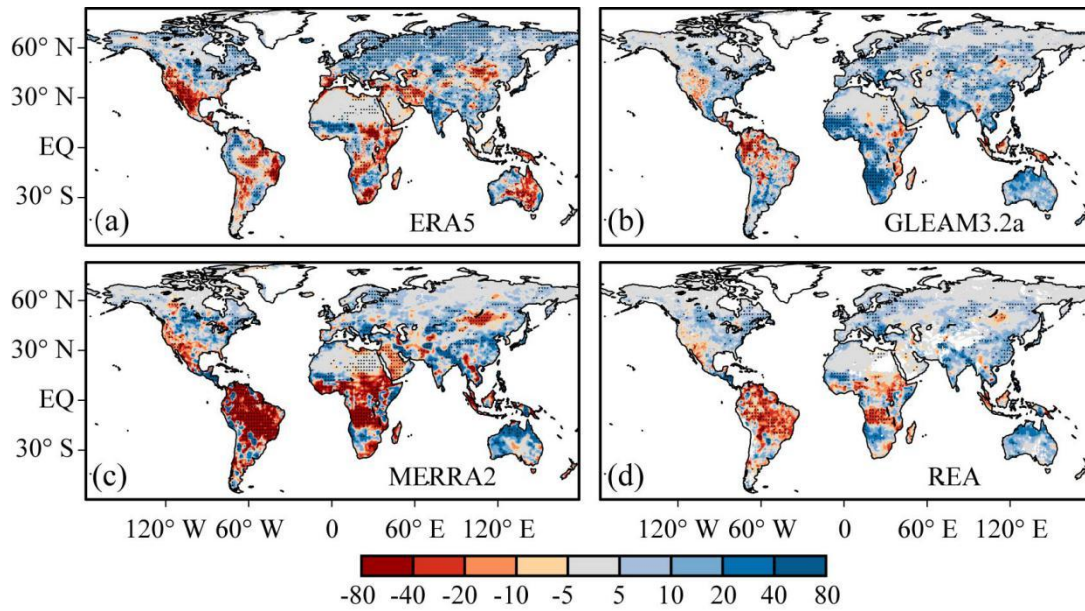 60° N
30° N
EQ
30° S
(a)
ERA5
(b)
GLEAM3.2a
60° N
30° N
EQ
30° S
(c)
MERRA2
(d)
REA
120° W 60° W 0 60° E 120° E
120° W 60° W 0 60° E 120° E
-80 -40 -20 -10 -5 5 10 20 40 80